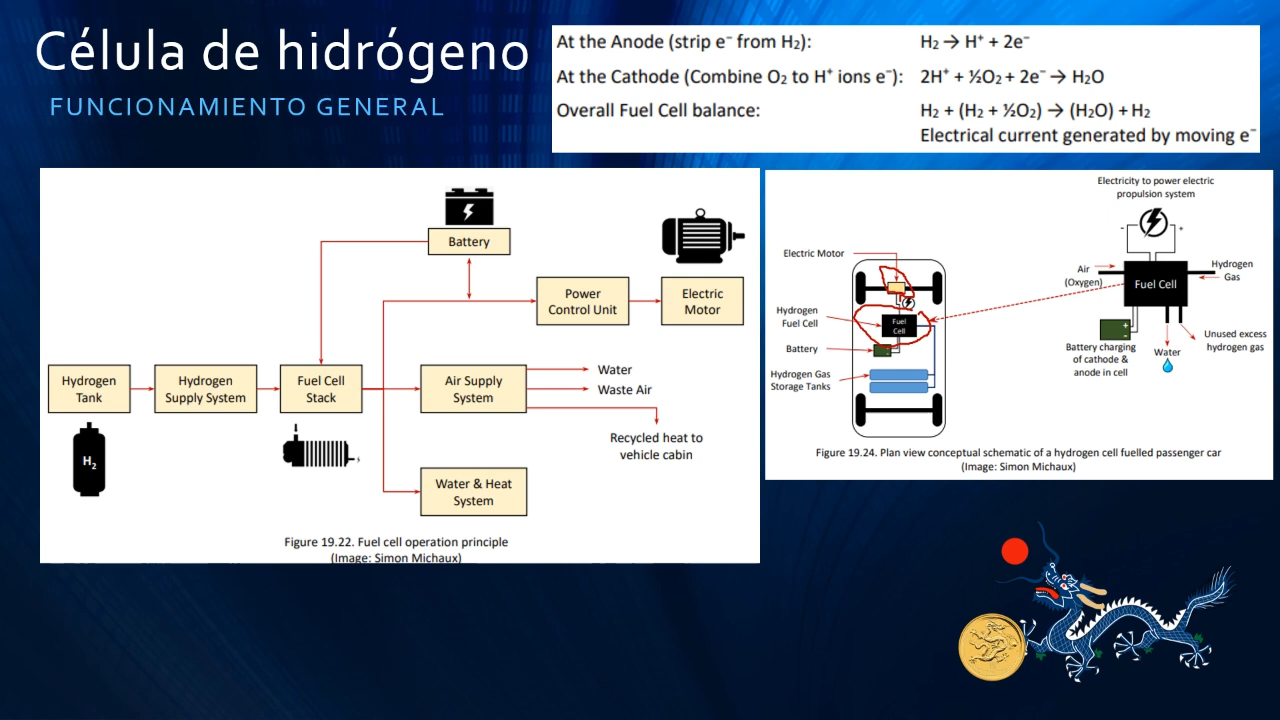 Célula de hidrógeno
FUNCIONAMIENTO GENERAL
At the Anode (strip e⁻ from H₂): H₂ → H⁺ + 2e⁻
At the Cathode (Combine O₂ to H⁺ ions e⁻): 2H⁺ + ½O₂ + 2e⁻ → H₂O
Overall Fuel Cell balance: H₂ + (H₂ + ½O₂) → (H₂O) + H₂
Electrical current generated by moving e⁻
Battery
Power
Control Unit
Electric
Motor
Hydrogen
Tank
Hydrogen
Supply System
Fuel Cell
Stack
Air Supply
System
Water
Waste Air
Recycled heat to
vehicle cabin
H₂
Water & Heat
System
Figure 19.22. Fuel cell operation principle
(Image: Simon Michaux)
Electricity to power electric
propulsion system
-
+
Electric Motor
Air
(Oxygen)
Hydrogen
Gas
Fuel Cell
Hydrogen
Fuel Cell
Fuel
Cell
Battery
Hydrogen Gas
Storage Tanks
+
-
Battery charging
of cathode &
anode in cell
Water
Unused excess
hydrogen gas
Figure 19.24. Plan view conceptual schematic of a hydrogen cell fuelled passenger car
(Image: Simon Michaux)